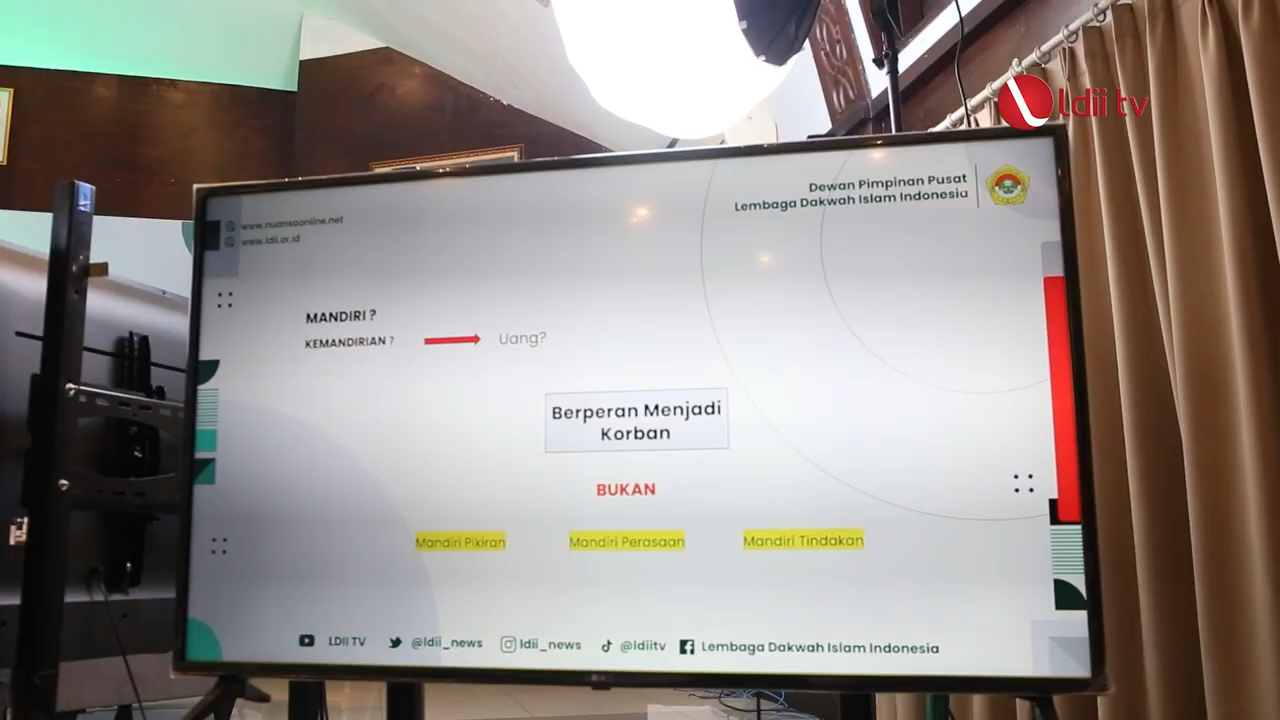 ldii tv
Dewan Pimpinan Pusat
Lembaga Dakwah Islam Indonesia
www.nuansaonline.net
www.ldii.or.id
MANDIRI ?
KEMANDIRIAN ?
Uang?
Berperan Menjadi
Korban
BUKAN
Mandiri Pikiran
Mandiri Perasaan
Mandiri Tindakan
LDII TV
@ldii_news
ldii_news
@ldiitv
Lembaga Dakwah Islam Indonesia